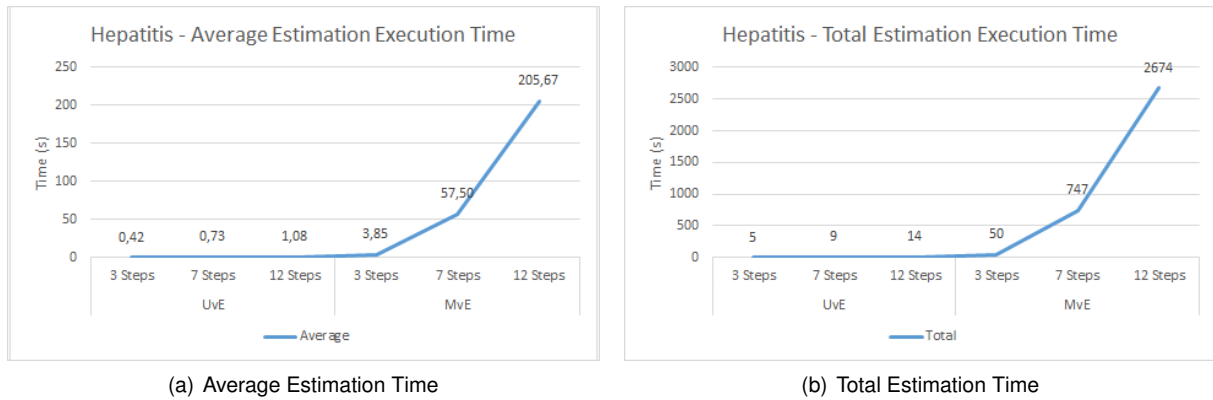 Hepatitis - Average Estimation Execution Time
Time (s)
250
200
150
100
50
0
0,42
0,73
1,08
3,85
57,50
205,67
3 Steps 7 Steps 12 Steps 3 Steps 7 Steps 12 Steps
UvE MvE
Average
(a) Average Estimation Time
Hepatitis - Total Estimation Execution Time
Time (s)
3000
2500
2000
1500
1000
500
0
5
9
14
50
747
2674
3 Steps 7 Steps 12 Steps 3 Steps 7 Steps 12 Steps
UvE MvE
Total
(b) Total Estimation Time